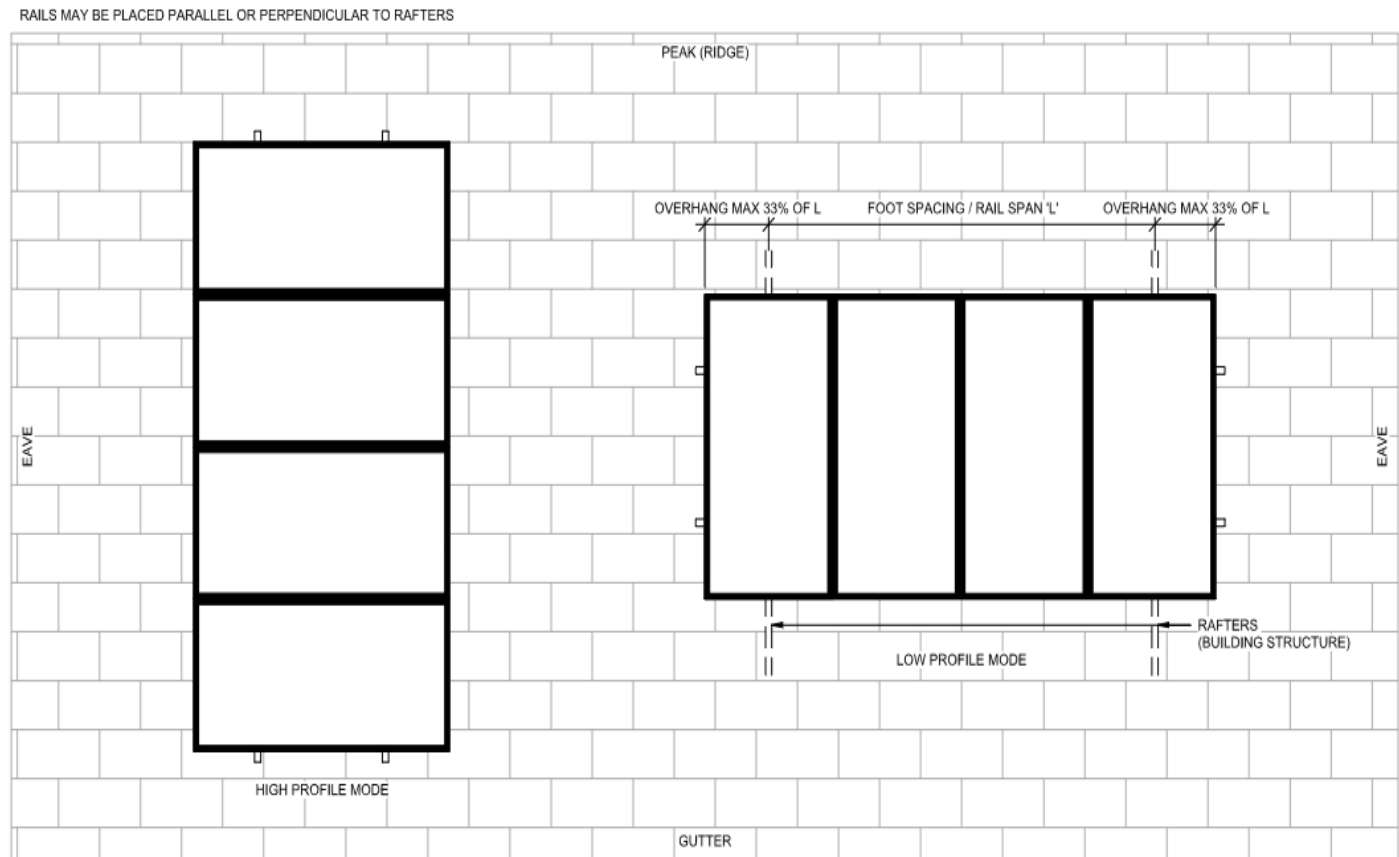 RAILS MAY BE PLACED PARALLEL OR PERPENDICULAR TO RAFTERS
PEAK (RIDGE)
OVERHANG MAX 33% OF L
FOOT SPACING / RAIL SPAN 'L'
OVERHANG MAX 33% OF L
EAVE
EAVE
RAFTERS
(BUILDING STRUCTURE)
LOW PROFILE MODE
HIGH PROFILE MODE
GUTTER